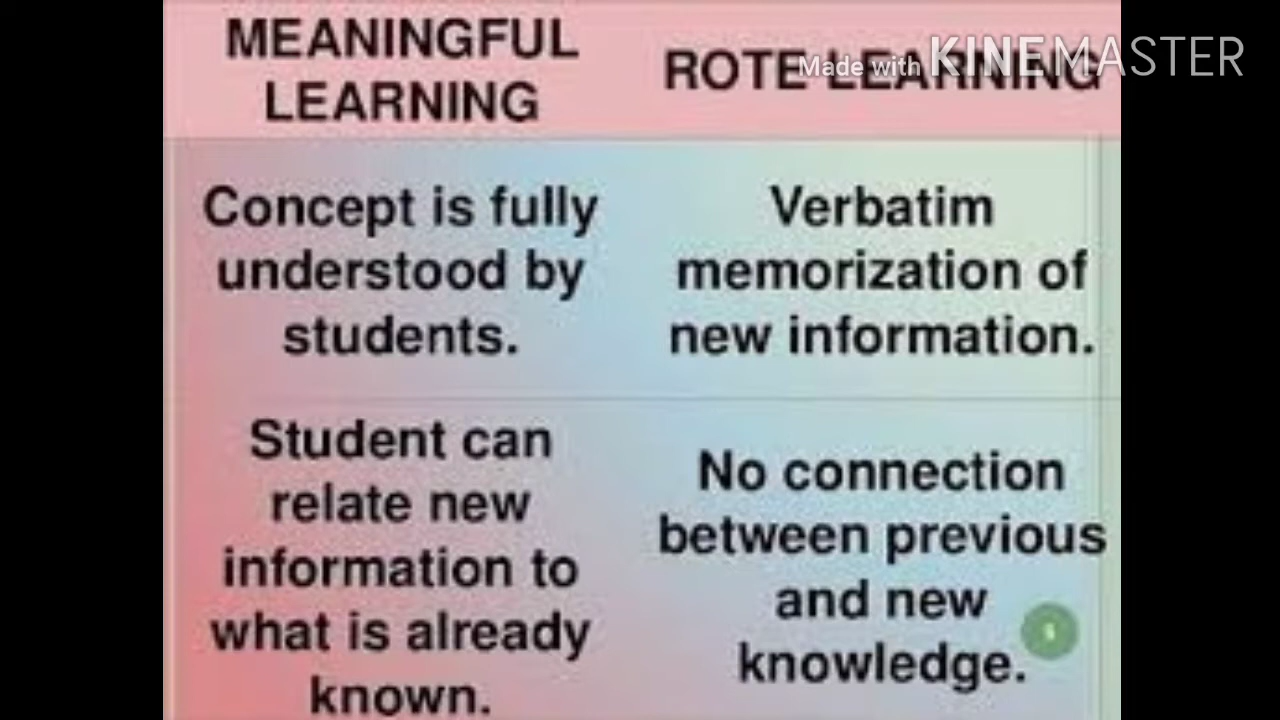 MEANINGFUL
LEARNING
ROTE LEARNING
Made with KINEMASTER
Concept is fully
understood by
students.
Verbatim
memorization of
new information.
Student can
relate new
information to
what is already
known.
No connection
between previous
and new
knowledge.